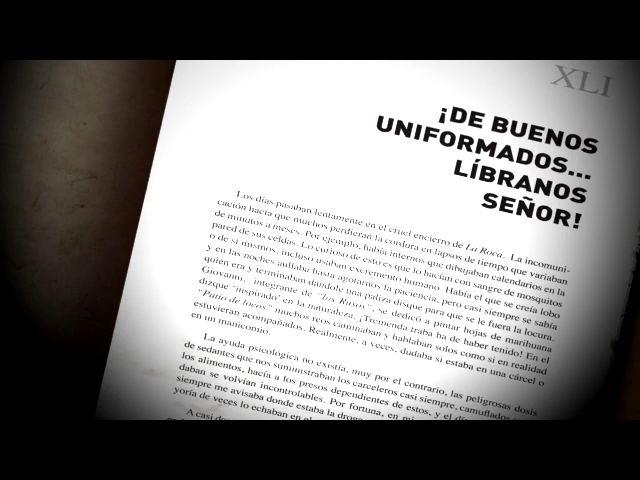 XLI
¡DE BUENOS
UNIFORMADOS...
LÍBRANOS
SEÑOR!
Los días pasaban lentamente en el cruel encierro de La Roca. La incomuni-
cación hacía que muchos perdieran la cordura en lapsos de tiempo que variaban
de minutos a meses. Por ejemplo, había internos que dibujaban calendarios en la
pared de sus celdas. Lo curioso de esto es que lo hacían con sangre de mosquitos
o de sí mismos, incluso usaban excremento humano. Había el que se creía lobo
y en las noches aullaba hasta agotarnos la paciencia, pero casi siempre se sabía
quién era y terminaban dándole una paliza disque para que se le fuera la locura.
Giovanni, integrante de "los Rusos", se dedicó a pintar hojas de marihuana
dizque 'inspirado' en la naturaleza. ¡Tremenda traba ha de haber tenido! En el
"Patio de locos" muchos reos caminaban y hablaban solos como si en realidad
estuvieran acompañados. Realmente, a veces, dudaba si estaba en una cárcel o
en un manicomio.
La ayuda psicológica no existía, muy por el contrario, las peligrosas dosis
de sedantes que nos suministraban los carceleros casi siempre, camuflados
los alimentos, hacía a los presos dependientes de estos, y el
daban se volvían incontrolables. Por fortuna, en
siempre me avisaba donde estaba la droga
yoría de veces lo echaban en el
A casi